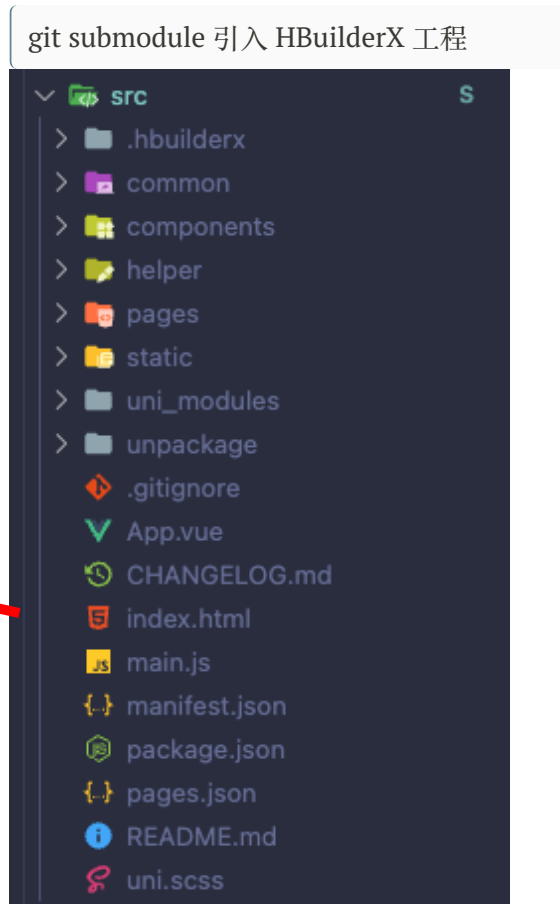 git submodule 引入 HBuilderX 工程
src S
.hbuilderx
common
components
helper
pages
static
uni_modules
unpackage
.gitignore
App.vue
CHANGELOG.md
index.html
JS main.js
{..} manifest.json
package.json
{..} pages.json
README.md
uni.scss